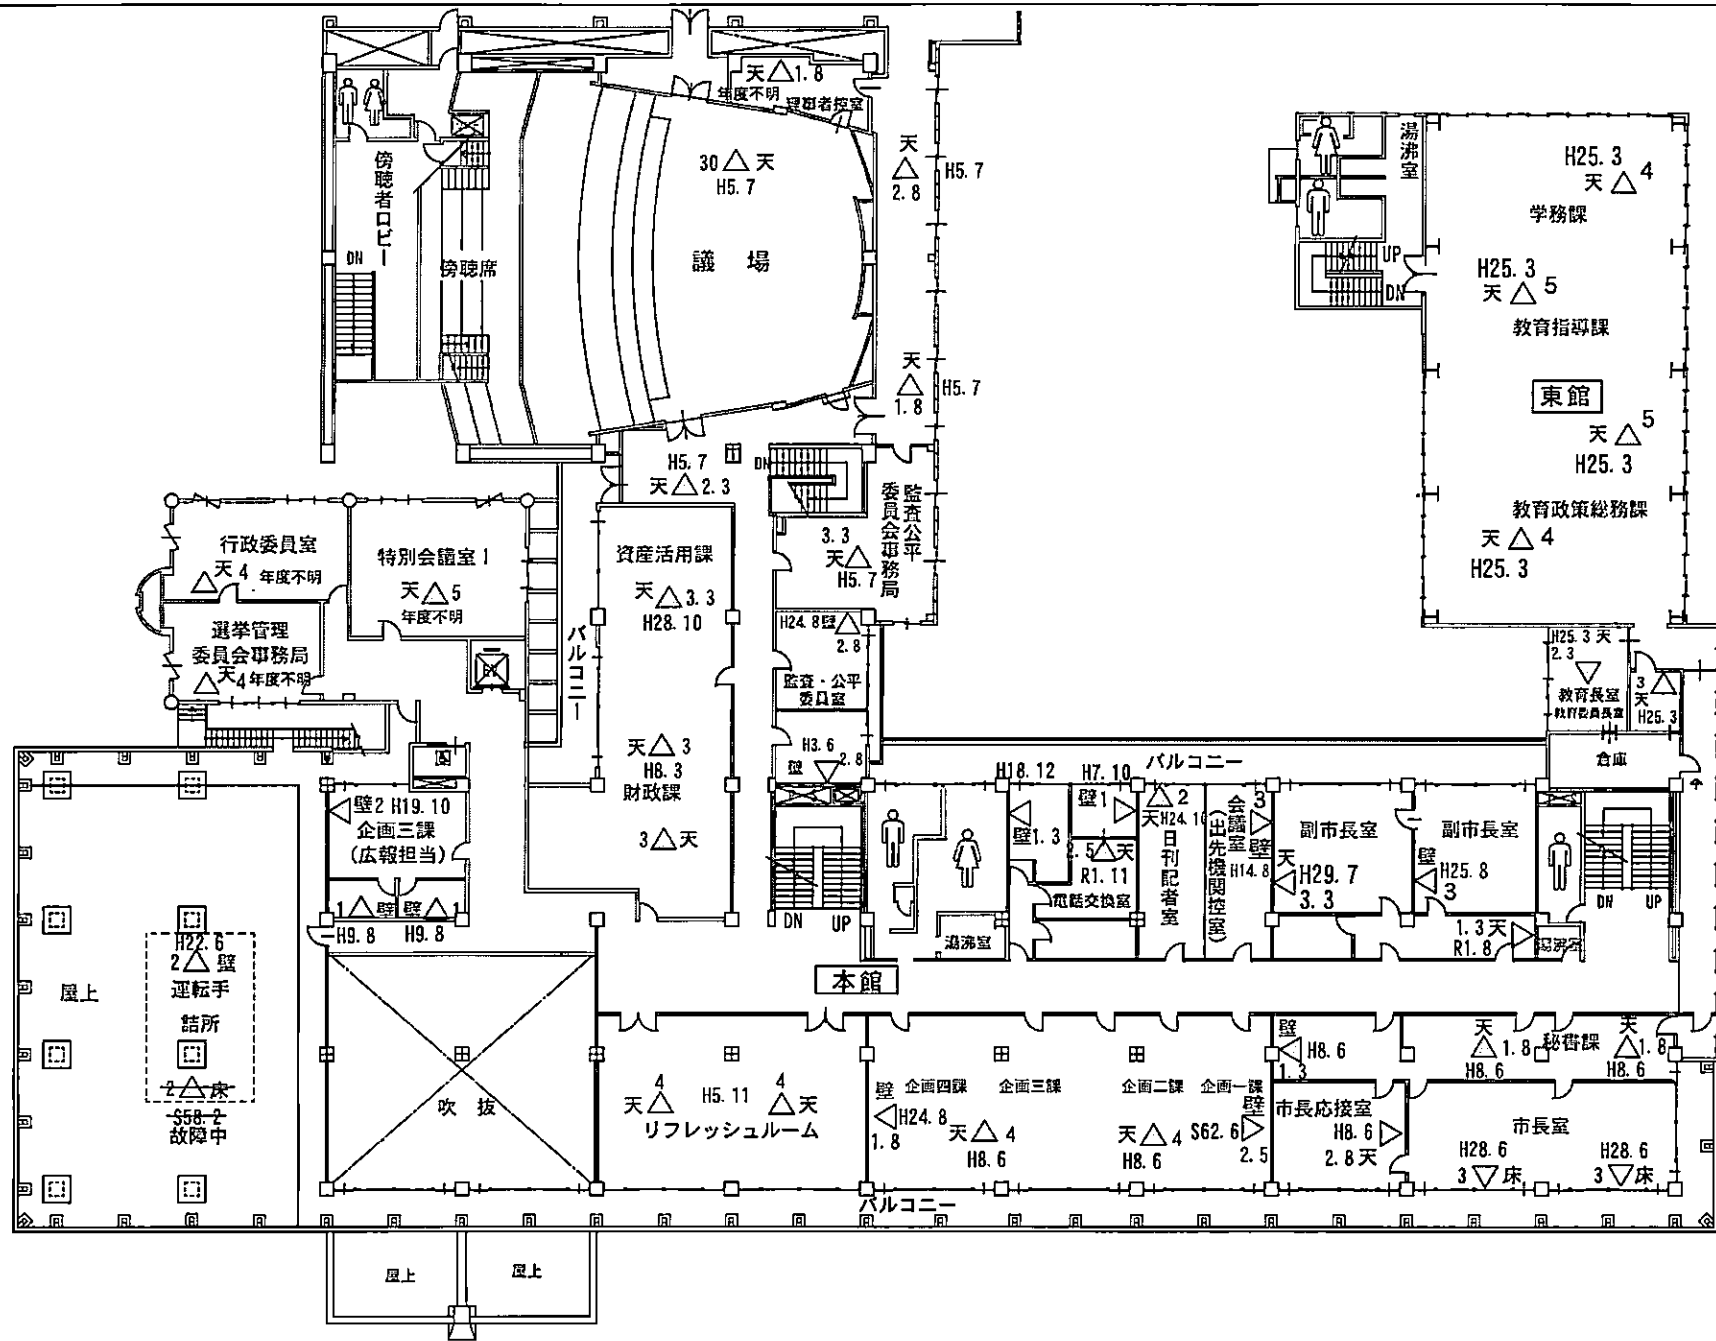 天△1.8
年度不明
理事者控室
傍聴者ロビー
DN
傍聴席
30△天
H5.7
議場
天△2.8
H5.7
天△1.8
H5.7
湯沸室
UP
DN
H25.3
天△4
学務課
H25.3
天△5
教育指導課
東館
天△5
H25.3
教育政策総務課
天△4
H25.3
H5.7
天△2.3
DN
監査公平
委員会事務局
3.3
天△
H5.7
行政委員室
天4 年度不明
特別会議室1
天△5
年度不明
選挙管理
委員会事務局
天4 年度不明
バルコニー
資産活用課
天△3.3
H28.10
H24.8壁
2.8
監査・公平
委員室
H3.6
壁 2.8
天△3
H8.3
財政課
3△天
H25.3 天
2.3
教育長室
教育委員長室
3
天
H25.3
倉庫
壁2 H19.10
企画三課
(広報担当)
1△壁
H9.8
壁△1
H9.8
DN
UP
湯沸室
H18.12
壁1.3
H7.10
壁1
2.5 天
R1.11
電話交換室
バルコニー
2
天H24.10
日刊記者室
会議室
(出先機関控室)
3
壁
H14.8
副市長室
天
H29.7
3.3
副市長室
壁
H25.8
3
1.3天
R1.8
湯沸室
DN
UP
本館
屋上
H22.6
2△壁
運転手
詰所
2△床
S58.2
故障中
吹抜
4
天△
H5.11
4
△天
リフレッシュルーム
壁
H24.8
1.8
企画四課
企画三課
企画二課
企画一課
天△4
H8.6
天△4
H8.6
壁
S62.6
2.5
壁
H8.6
1.3
天
△1.8
H8.6
秘書課
天
△1.8
H8.6
市長応接室
H8.6
2.8天
市長室
H28.6
3▽床
H28.6
3▽床
バルコニー
屋上
屋上